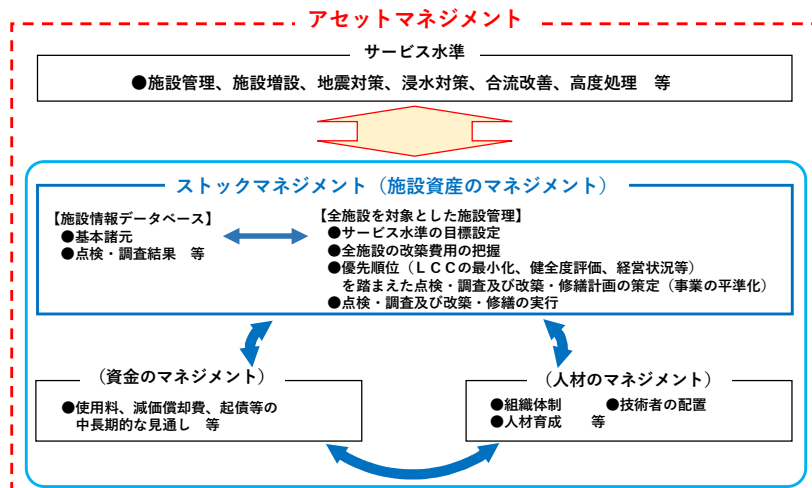 アセットマネジメント
サービス水準
●施設管理、施設増設、地震対策、浸水対策、合流改善、高度処理　等
ストックマネジメント（施設資産のマネジメント）
【施設情報データベース】
●基本諸元
●点検・調査結果　等
【全施設を対象とした施設管理】
●サービス水準の目標設定
●全施設の改築費用の把握
●優先順位（ＬＣＣの最小化、健全度評価、経営状況等）
を踏まえた点検・調査及び改築・修繕計画の策定（事業の平準化）
●点検・調査及び改築・修繕の実行
（資金のマネジメント）
●使用料、減価償却費、起債等の
中長期的な見通し　等
（人材のマネジメント）
●組織体制　　●技術者の配置
●人材育成　　等